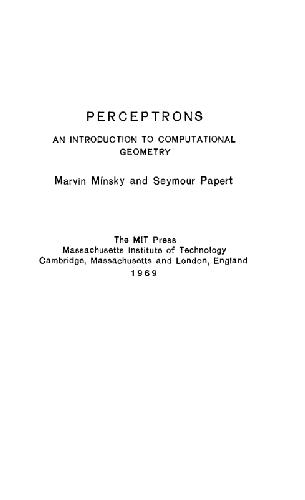 PERCEPTRONS
AN INTRODUCTION TO COMPUTATIONAL
GEOMETRY
Marvin Minsky and Seymour Papert
The MIT Press
Massachusetts Institute of Technology
Cambridge, Massachusetts and London, England
1969